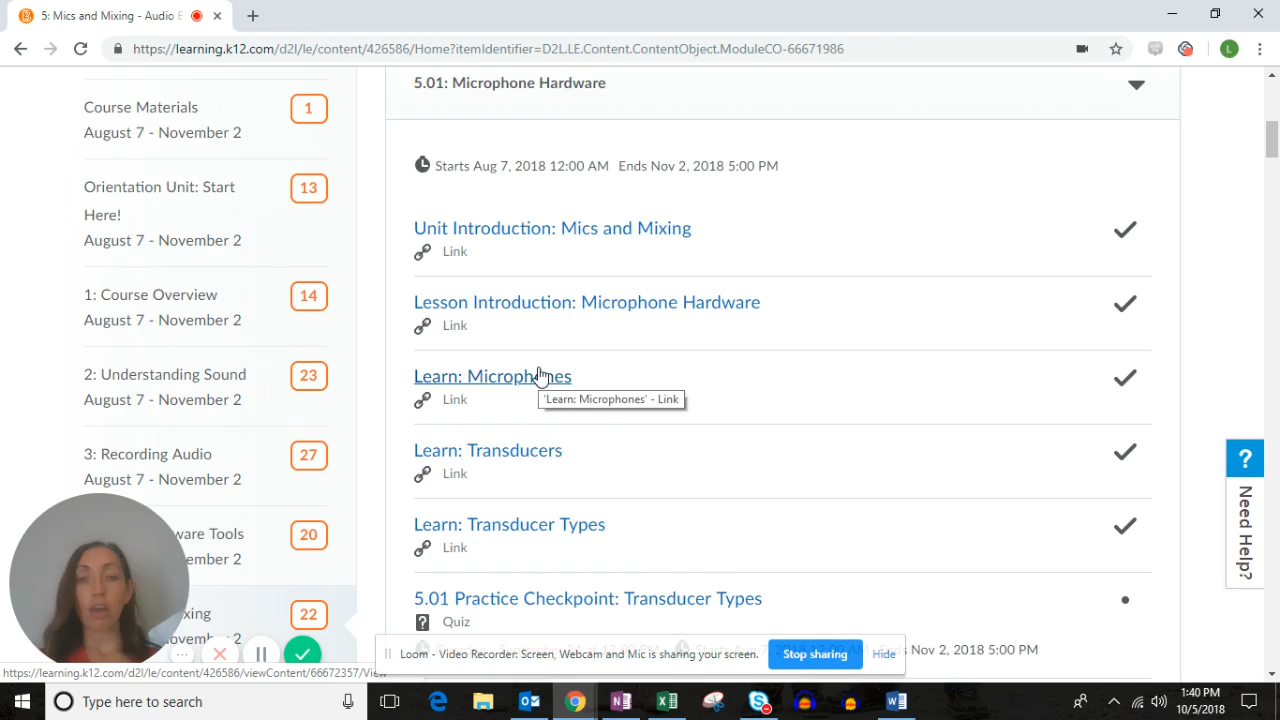 5: Mics and Mixing - Audio E
https://learning.k12.com/d2l/le/content/426586/Home?itemIdentifier=D2L.LE.Content.ContentObject.ModuleCO-66671986
L
Course Materials
1
August 7 - November 2
Orientation Unit: Start
Here!
13
August 7 - November 2
1: Course Overview
14
August 7 - November 2
2: Understanding Sound
23
August 7 - November 2
3: Recording Audio
27
August 7 - November 2
ware Tools
20
ember 2
xing
22
ovember 2
5.01: Microphone Hardware
Starts Aug 7, 2018 12:00 AM Ends Nov 2, 2018 5:00 PM
Unit Introduction: Mics and Mixing
Link
Lesson Introduction: Microphone Hardware
Link
Learn: Microphones
Link
'Learn: Microphones' - Link
Learn: Transducers
Link
Learn: Transducer Types
Link
5.01 Practice Checkpoint: Transducer Types
Quiz
Nov 2, 2018 5:00 PM
? Need Help?
Loom - Video Recorder: Screen, Webcam and Mic is sharing your screen.
Stop sharing
Hide
https://learning.k12.com/d2l/le/content/426586/viewContent/66672357/View
Type here to search
1:40 PM
10/5/2018